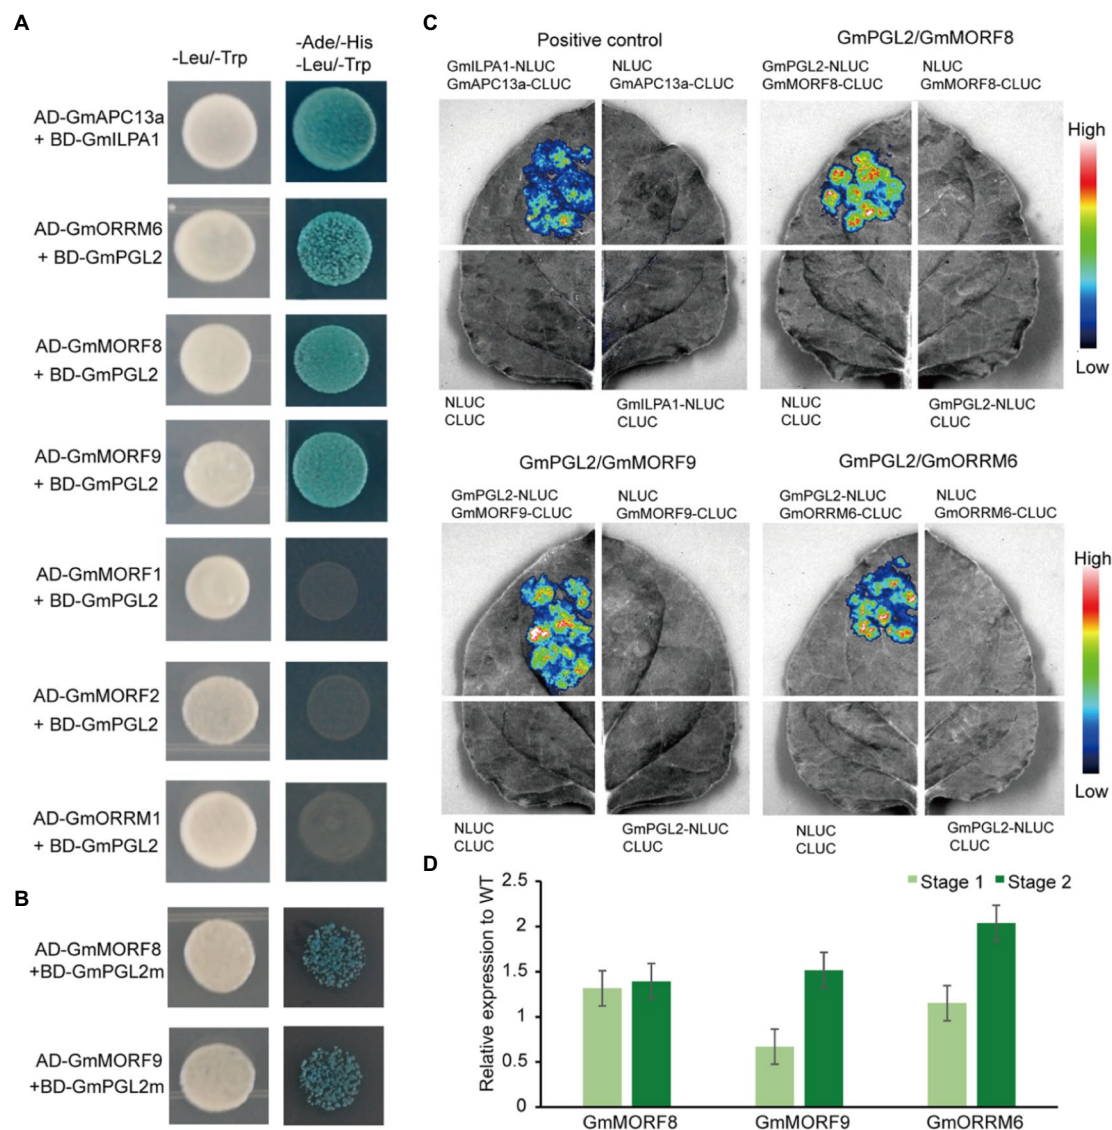 A
-Leu/-Trp
-Ade/-His
-Leu/-Trp
AD-GmAPC13a
+ BD-GmILPA1
AD-GmORRM6
+ BD-GmPGL2
AD-GmMORF8
+ BD-GmPGL2
AD-GmMORF9
+ BD-GmPGL2
AD-GmMORF1
+ BD-GmPGL2
AD-GmMORF2
+ BD-GmPGL2
AD-GmORRM1
+ BD-GmPGL2
B
AD-GmMORF8
+BD-GmPGL2m
AD-GmMORF9
+BD-GmPGL2m
C
Positive control
GmILPA1-NLUC
GmAPC13a-CLUC
NLUC
GmAPC13a-CLUC
NLUC
CLUC
GmILPA1-NLUC
CLUC
GmPGL2/GmMORF8
GmPGL2-NLUC
GmMORF8-CLUC
NLUC
GmMORF8-CLUC
NLUC
CLUC
GmPGL2-NLUC
CLUC
High
Low
GmPGL2/GmMORF9
GmPGL2-NLUC
GmMORF9-CLUC
NLUC
GmMORF9-CLUC
NLUC
CLUC
GmPGL2-NLUC
CLUC
GmPGL2/GmORRM6
GmPGL2-NLUC
GmORRM6-CLUC
NLUC
GmORRM6-CLUC
NLUC
CLUC
GmPGL2-NLUC
CLUC
High
Low
D
Relative expression to WT
2.5
2
1.5
1
0.5
0
Stage 1
Stage 2
GmMORF8
GmMORF9
GmORRM6